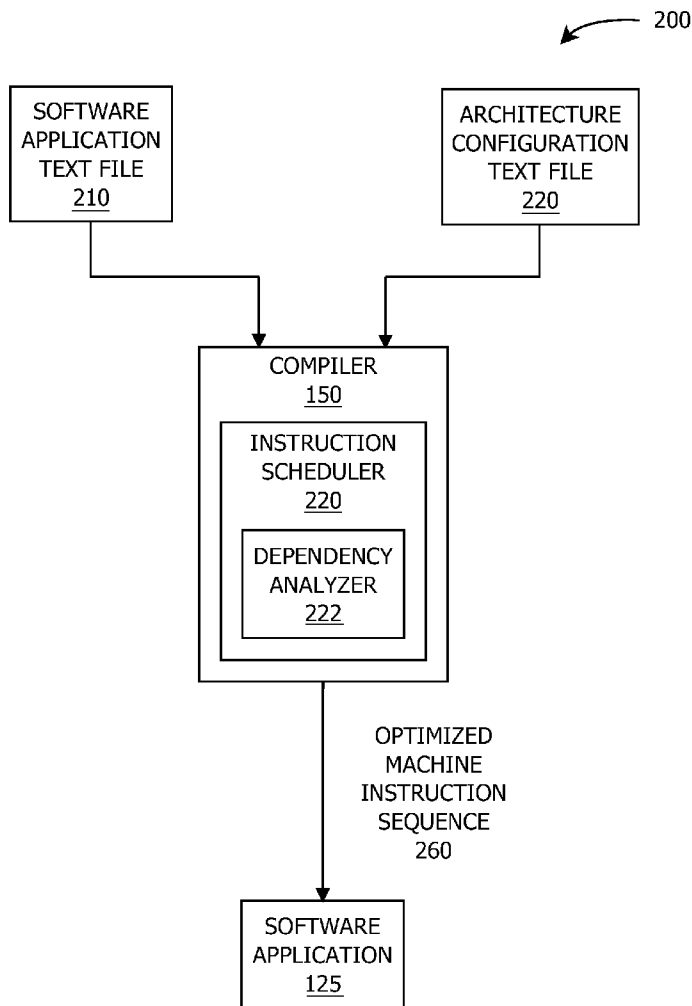 200
SOFTWARE
APPLICATION
TEXT FILE
210
ARCHITECTURE
CONFIGURATION
TEXT FILE
220
COMPILER
150
INSTRUCTION
SCHEDULER
220
DEPENDENCY
ANALYZER
222
OPTIMIZED
MACHINE
INSTRUCTION
SEQUENCE
260
SOFTWARE
APPLICATION
125